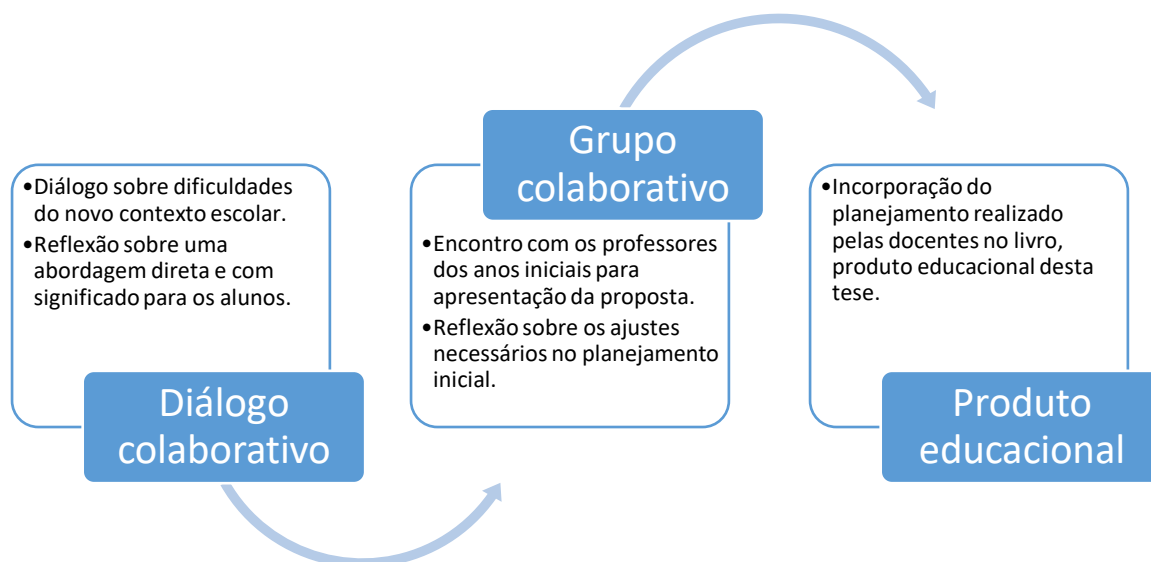 •Diálogo sobre dificuldades
do novo contexto escolar.
•Reflexão sobre uma
abordagem direta e com
significado para os alunos.
Diálogo
colaborativo
Grupo
colaborativo
•Encontro com os professores
dos anos iniciais para
apresentação da proposta.
•Reflexão sobre os ajustes
necessários no planejamento
inicial.
•Incorporação do
planejamento realizado
pelas docentes no livro,
produto educacional desta
tese.
Produto
educacional